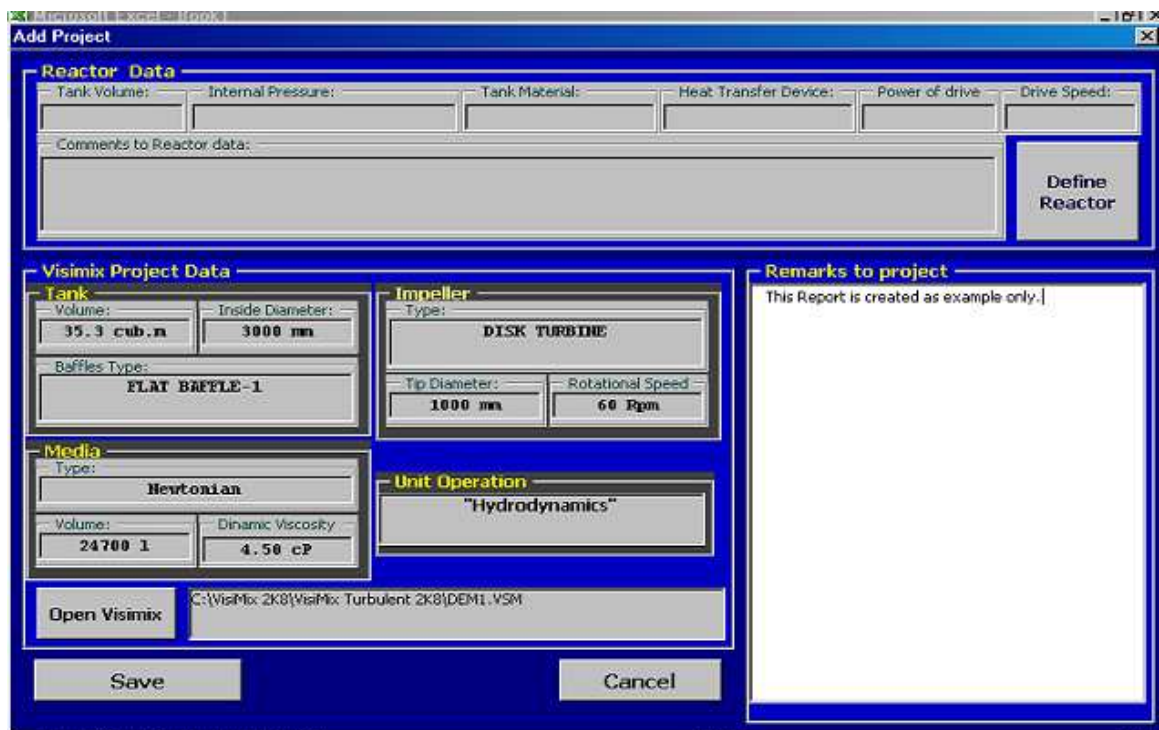 Microsoft Excel - Book1
Add Project
Reactor Data
Tank Volume: Internal Pressure: Tank Material: Heat Transfer Device: Power of drive Drive Speed:
Comments to Reactor data:
Define
Reactor
Visimix Project Data
Remarks to project
Tank
Impeller
Volume: Inside Diameter:
Type:
This Report is created as example only.
35.3 cub.m 3000 mm
DISK TURBINE
Baffles Type:
FLAT BAFFLE-1
Tip Diameter: Rotational Speed
1000 mm 60 Rpm
Media
Type:
Newtonian
Unit Operation
"Hydrodynamics"
Volume: Dinamic Viscosity
24700 l 4.50 cP
Open Visimix
C:\VisiMix 2K8\VisiMix Turbulent 2K8\DEM1.VSM
Save Cancel